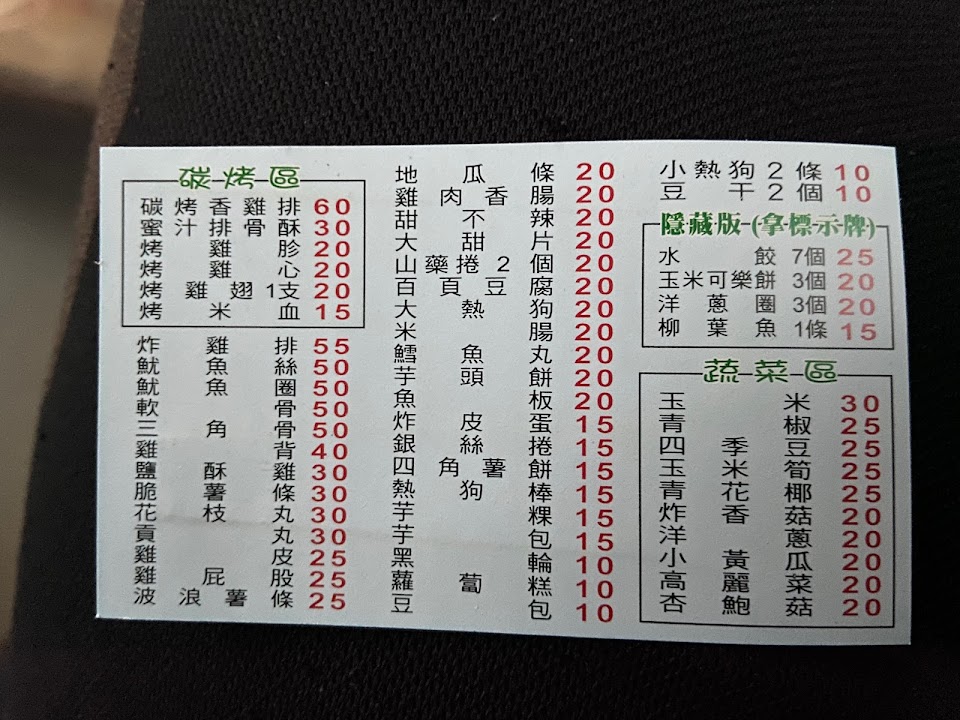 碳烤區
碳烤香雞排 60
蜜汁排骨酥 30
烤雞胗 20
烤雞心 20
烤雞翅1支 20
烤米血 15
炸雞排 55
魷魚絲 50
魷魚圈 50
軟骨 50
三角骨 50
雞背 40
鹽酥雞 30
脆薯條 30
花枝丸 30
貢丸 30
雞皮 25
雞屁股 25
波浪薯條 25
地瓜條 20
雞肉香腸 20
甜不辣 20
大甜片 20
山藥捲2個 20
百頁豆腐 20
大熱狗 20
米腸 20
鱈魚丸 20
芋頭餅 20
魚板 20
炸皮蛋 15
銀絲捲 15
四角薯餅 15
熱狗棒 15
芋粿 15
芋包 15
黑輪 10
蘿蔔糕 10
豆包 10
小熱狗2條 10
豆干2個 10
隱藏版-(拿標示牌)
水餃 7個 25
玉米可樂餅 3個 20
洋蔥圈 3個 20
柳葉魚 1條 15
蔬菜區
玉米 30
青椒 25
四季豆 25
玉米筍 25
青花椰 25
炸香菇 20
洋蔥 20
小黃瓜 20
高麗菜 20
杏鮑菇 20